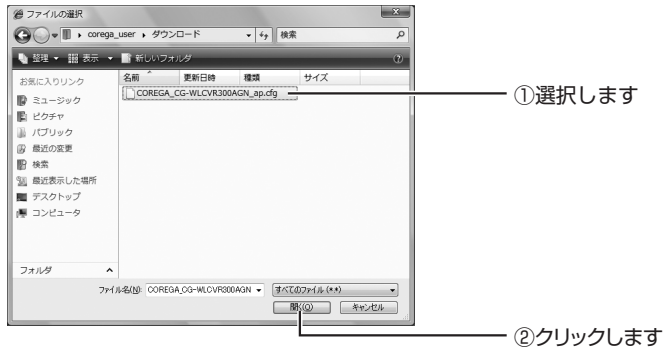 ファイルの選択
corega_user ▸ ダウンロード
検索
整理 表示 新しいフォルダ
お気に入りリンク
ミュージック
ピクチャ
パブリック
最近の変更
検索
最近表示した場所
デスクトップ
コンピュータ
フォルダ
名前 更新日時 種類 サイズ
COREGA_CG-WLCVR300AGN_ap.cfg
①選択します
ファイル名(N): COREGA_CG-WLCVR300AGN
すべてのファイル (*.*)
開く(O) キャンセル
②クリックします